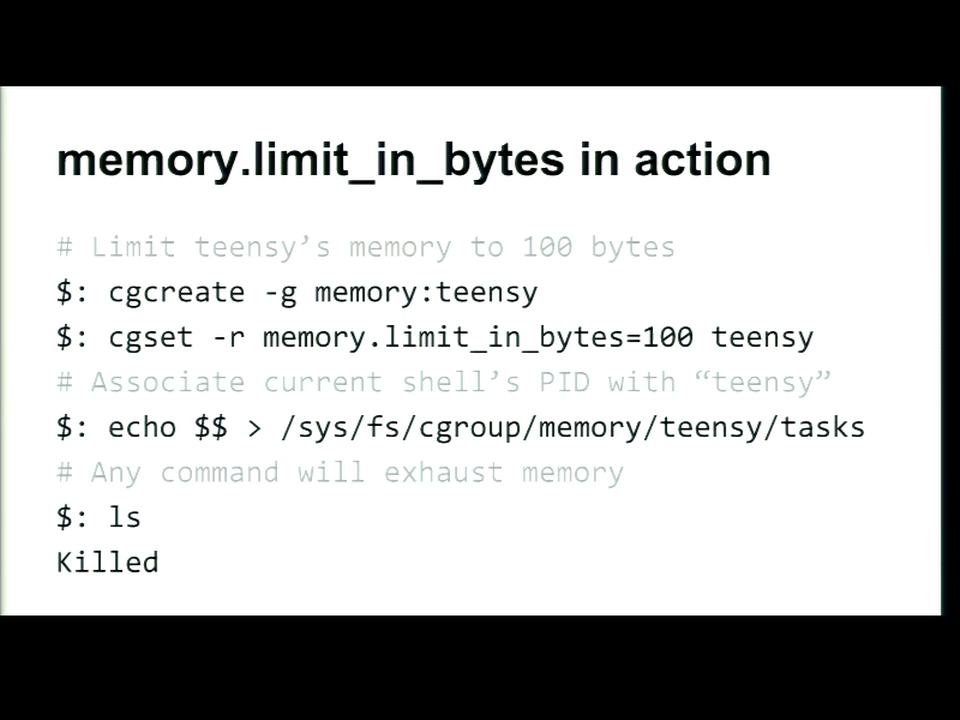 memory.limit_in_bytes in action
# Limit teensy’s memory to 100 bytes
$: cgcreate -g memory:teensy
$: cgset -r memory.limit_in_bytes=100 teensy
# Associate current shell’s PID with “teensy”
$: echo $$ > /sys/fs/cgroup/memory/teensy/tasks
# Any command will exhaust memory
$: ls
Killed